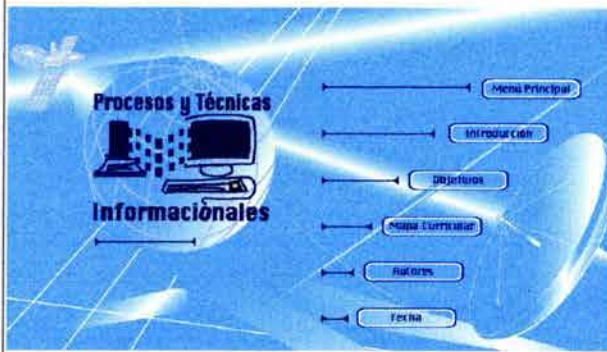 Procesos y Técnicas
Informacionales
Menú Principal
Introducción
Objetivos
Mapa Curricular
Autores
Fecha